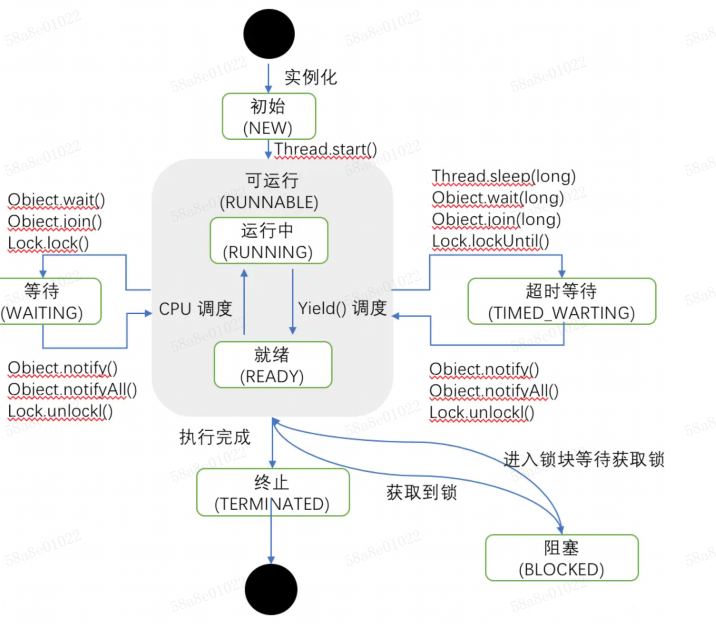 实例化
初始
(NEW)
Thread.start()
可运行
(RUNNABLE)
运行中
(RUNNING)
CPU 调度
Yield() 调度
就绪
(READY)
Object.wait()
Object.join()
Lock.lock()
等待
(WAITING)
Object.notify()
Object.notifyAll()
Lock.unlockl()
Thread.sleep(long)
Object.wait(long)
Object.join(long)
Lock.lockUntil()
超时等待
(TIMED_WARTING)
Object.notify()
Object.notifyAll()
Lock.unlockl()
执行完成
终止
(TERMINATED)
进入锁块等待获取锁
获取到锁
阻塞
(BLOCKED)
58a8e01022